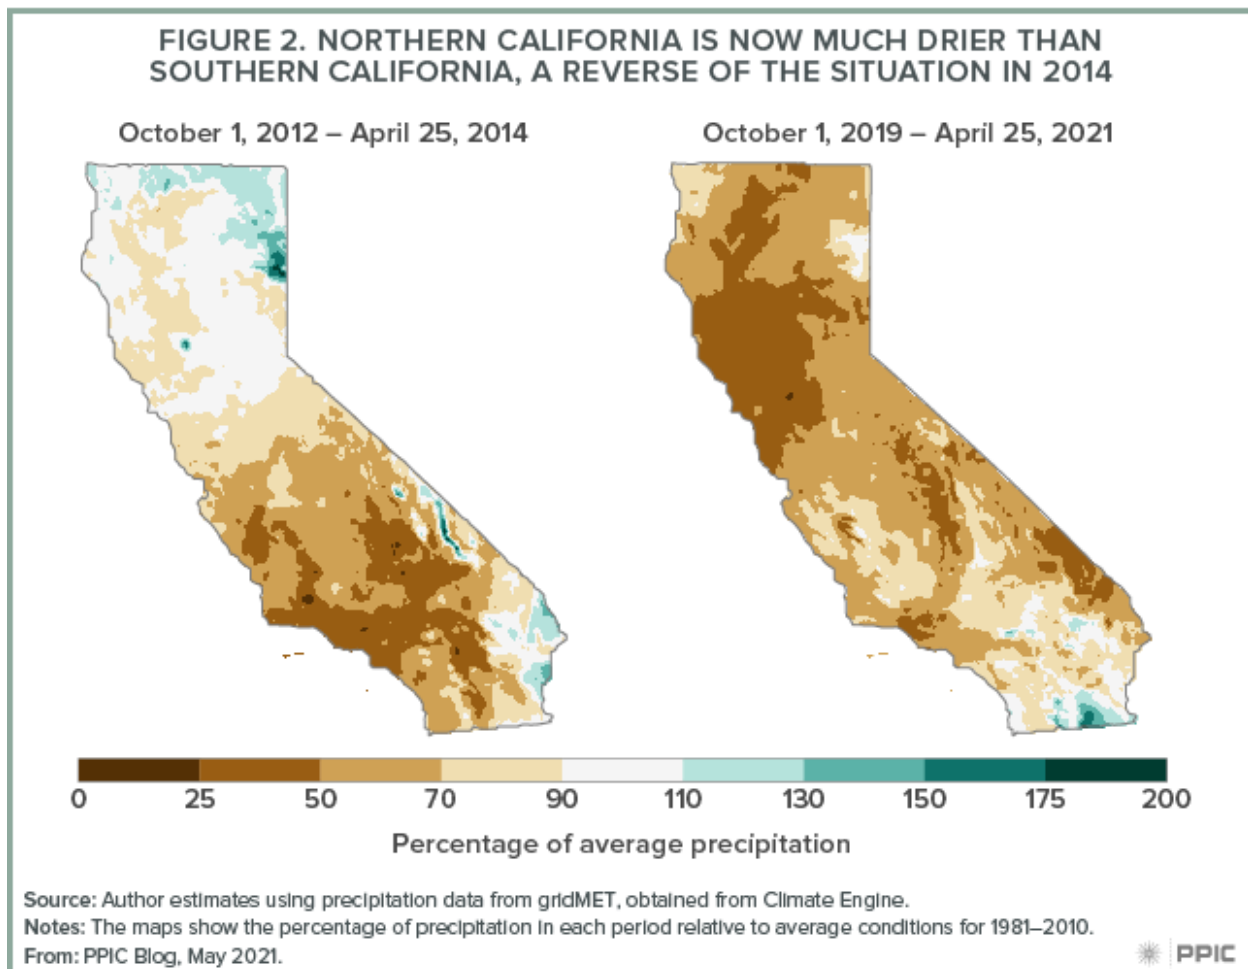 FIGURE 2. NORTHERN CALIFORNIA IS NOW MUCH DRIER THAN
SOUTHERN CALIFORNIA, A REVERSE OF THE SITUATION IN 2014
October 1, 2012 – April 25, 2014
October 1, 2019 – April 25, 2021
0 25 50 70 90 110 130 150 175 200
Percentage of average precipitation
Source: Author estimates using precipitation data from gridMET, obtained from Climate Engine.
Notes: The maps show the percentage of precipitation in each period relative to average conditions for 1981–2010.
From: PPIC Blog, May 2021.
PPIC